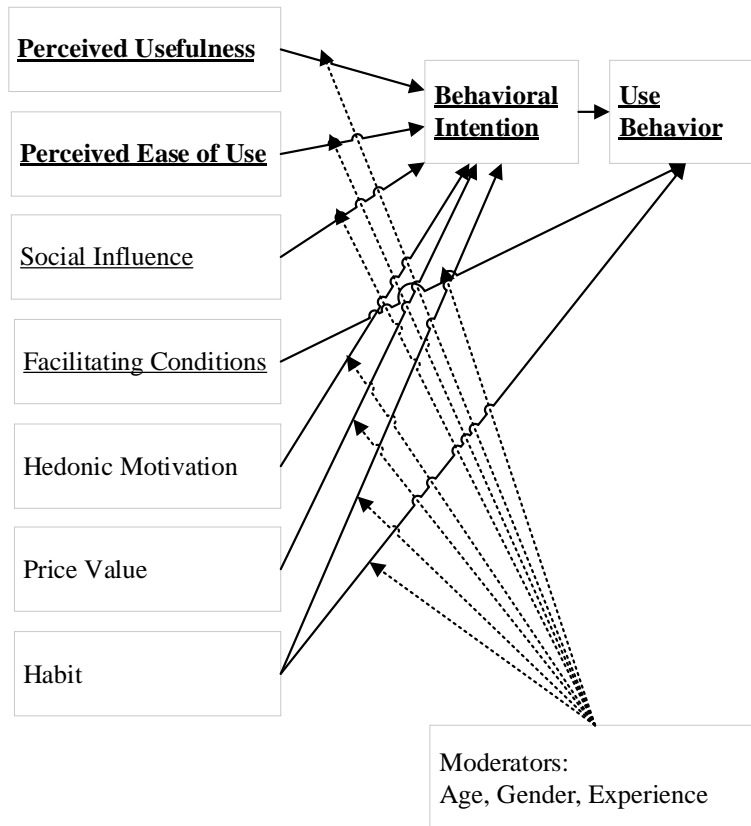 Perceived Usefulness
Behavioral
Intention
Use
Behavior
Perceived Ease of Use
Social Influence
Facilitating Conditions
Hedonic Motivation
Price Value
Habit
Moderators:
Age, Gender, Experience